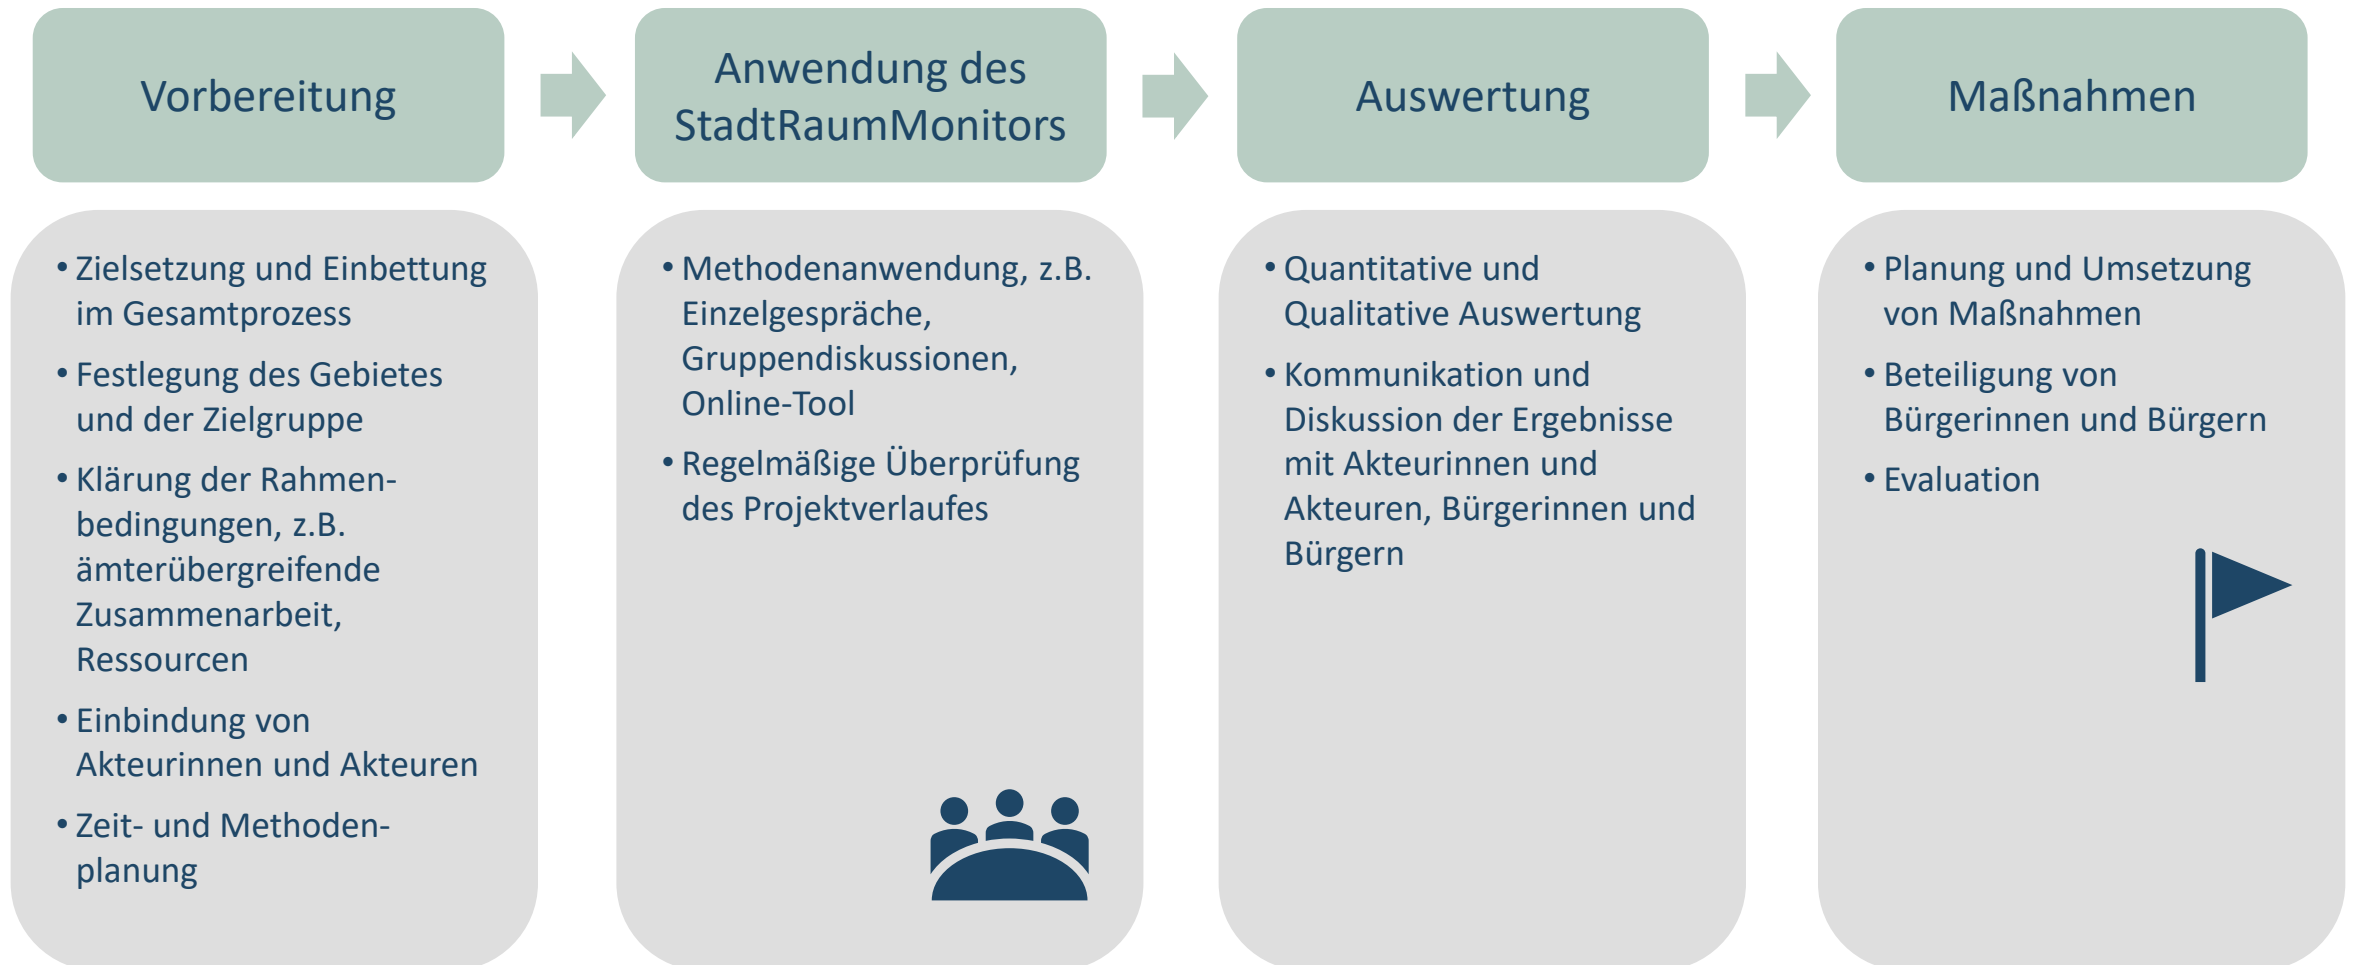 Vorbereitung
Anwendung des
StadtRaumMonitors
Auswertung
Maßnahmen
• Zielsetzung und Einbettung
im Gesamtprozess
• Festlegung des Gebietes
und der Zielgruppe
• Klärung der Rahmen-
bedingungen, z.B.
ämterübergreifende
Zusammenarbeit,
Ressourcen
• Einbindung von
Akteurinnen und Akteuren
• Zeit- und Methoden-
planung
• Methodenanwendung, z.B.
Einzelgespräche,
Gruppendiskussionen,
Online-Tool
• Regelmäßige Überprüfung
des Projektverlaufes
• Quantitative und
Qualitative Auswertung
• Kommunikation und
Diskussion der Ergebnisse
mit Akteurinnen und
Akteuren, Bürgerinnen und
Bürgern
• Planung und Umsetzung
von Maßnahmen
• Beteiligung von
Bürgerinnen und Bürgern
• Evaluation